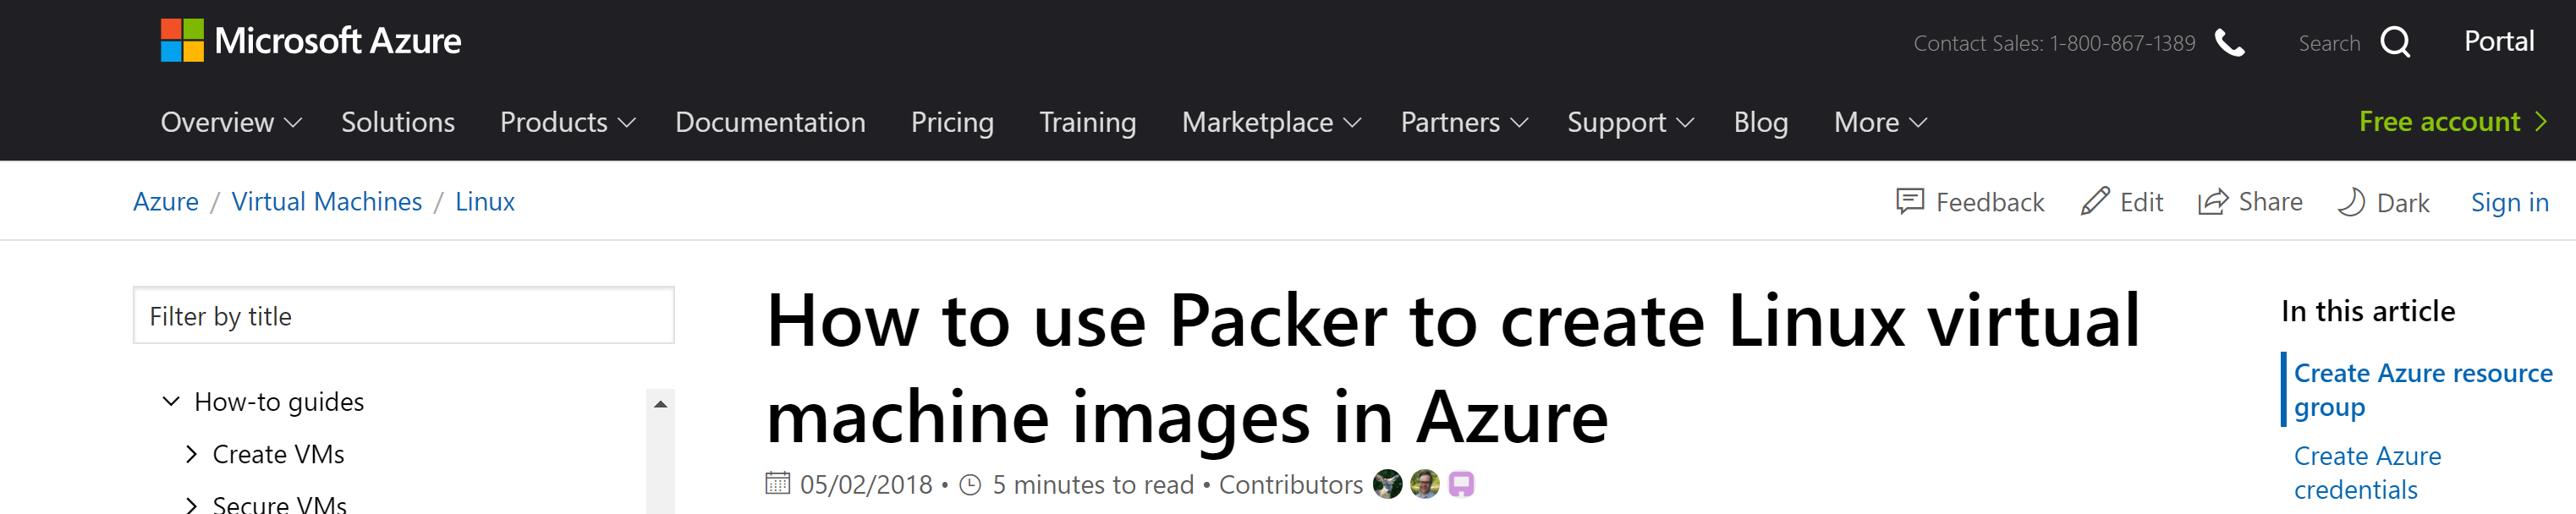 Microsoft Azure
Contact Sales: 1-800-867-1389 Search Portal
Overview Solutions Products Documentation Pricing Training Marketplace Partners Support Blog More Free account
Azure / Virtual Machines / Linux
Feedback Edit Share Dark Sign in
Filter by title
How-to guides
Create VMs
Secure VMs
How to use Packer to create Linux virtual
machine images in Azure
05/02/2018 • 5 minutes to read • Contributors
In this article
Create Azure resource
group
Create Azure
credentials